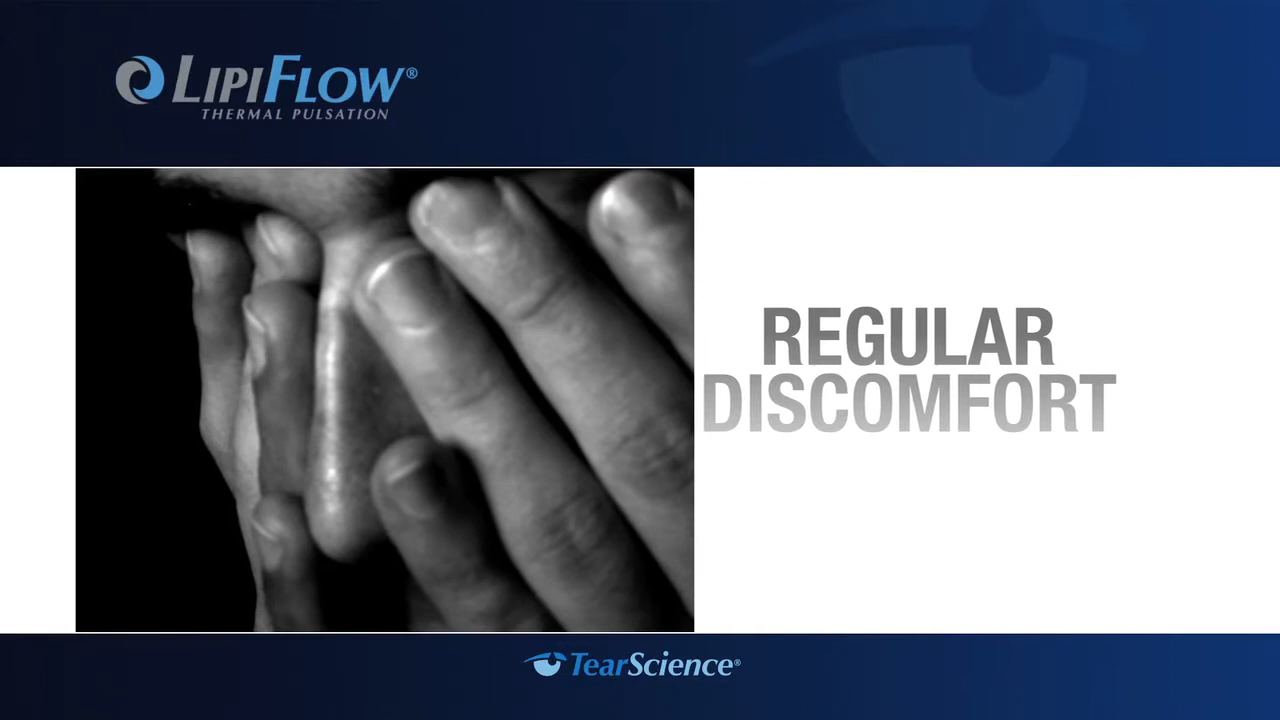 LIPIFLOW®
THERMAL PULSATION
REGULAR
DISCOMFORT
TearScience®